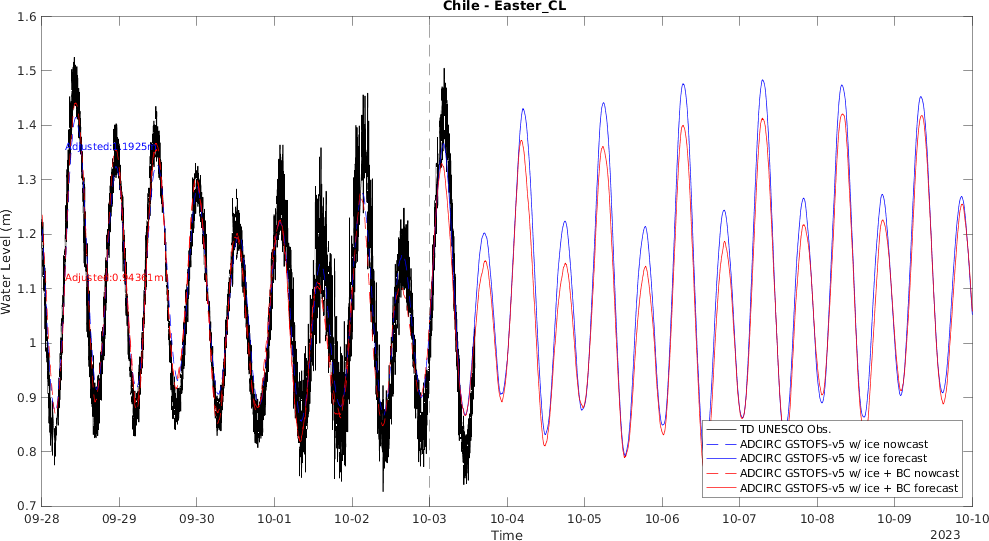 Chile - Easter_CL
Water Level (m)
1.6
1.5
1.4
1.3
1.2
1.1
1
0.9
0.8
0.7
Adjusted:
Adjusted:0.94361m
TD UNESCO Obs.
ADCIRC GSTOFS-v5 w/ ice nowcast
ADCIRC GSTOFS-v5 w/ ice forecast
ADCIRC GSTOFS-v5 w/ ice + BC nowcast
ADCIRC GSTOFS-v5 w/ ice + BC forecast
09-28 09-29 09-30 10-01 10-02 10-03 10-04 10-05 10-06 10-07 10-08 10-09 10-10
Time
2023